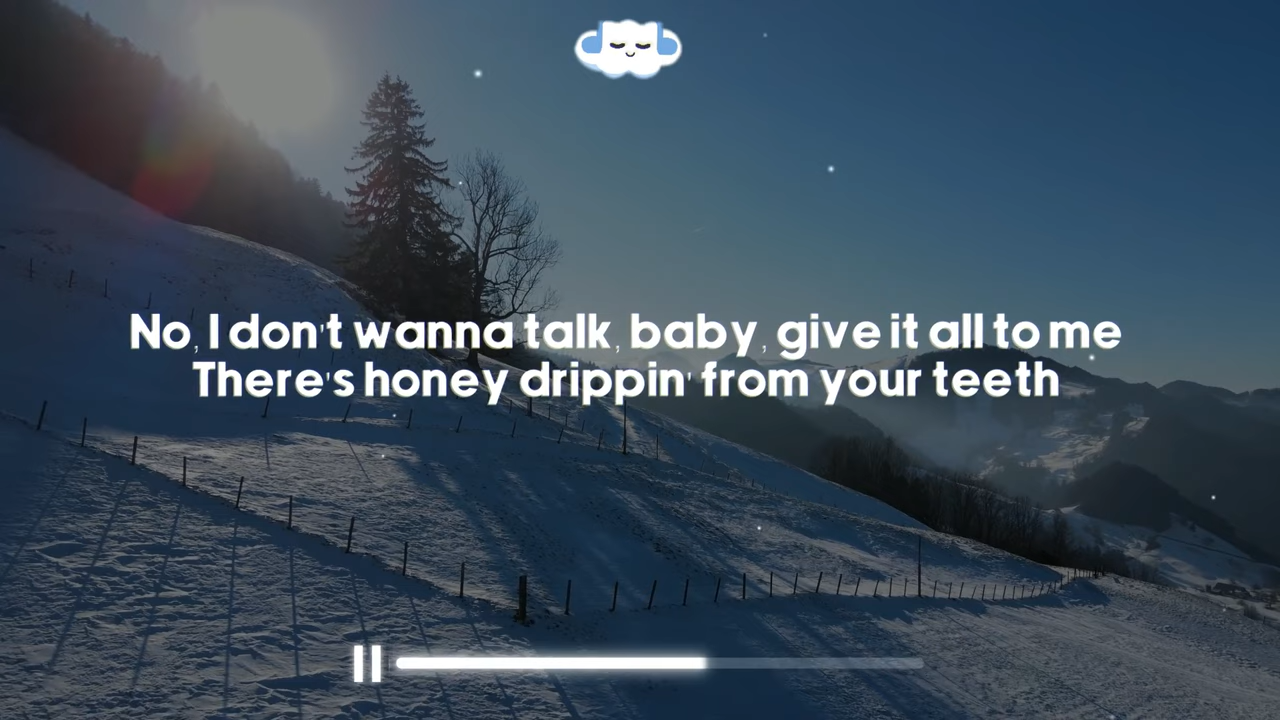 No, I don't wanna talk, baby, give it all to me
There's honey drippin' from your teeth